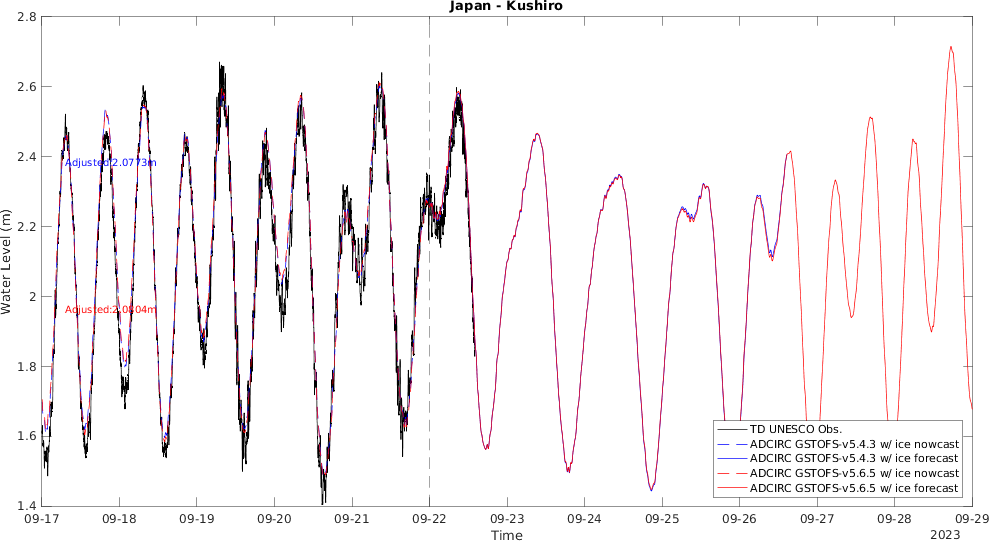 Japan - Kushiro
2.8
2.6
2.4
2.2
2
1.8
1.6
1.4
Water Level (m)
Adjusted:2.0773m
Adjusted:2.0804m
TD UNESCO Obs.
ADCIRC GSTOFS-v5.4.3 w/ ice nowcast
ADCIRC GSTOFS-v5.4.3 w/ ice forecast
ADCIRC GSTOFS-v5.6.5 w/ ice nowcast
ADCIRC GSTOFS-v5.6.5 w/ ice forecast
09-17 09-18 09-19 09-20 09-21 09-22 09-23 09-24 09-25 09-26 09-27 09-28 09-29
Time
2023